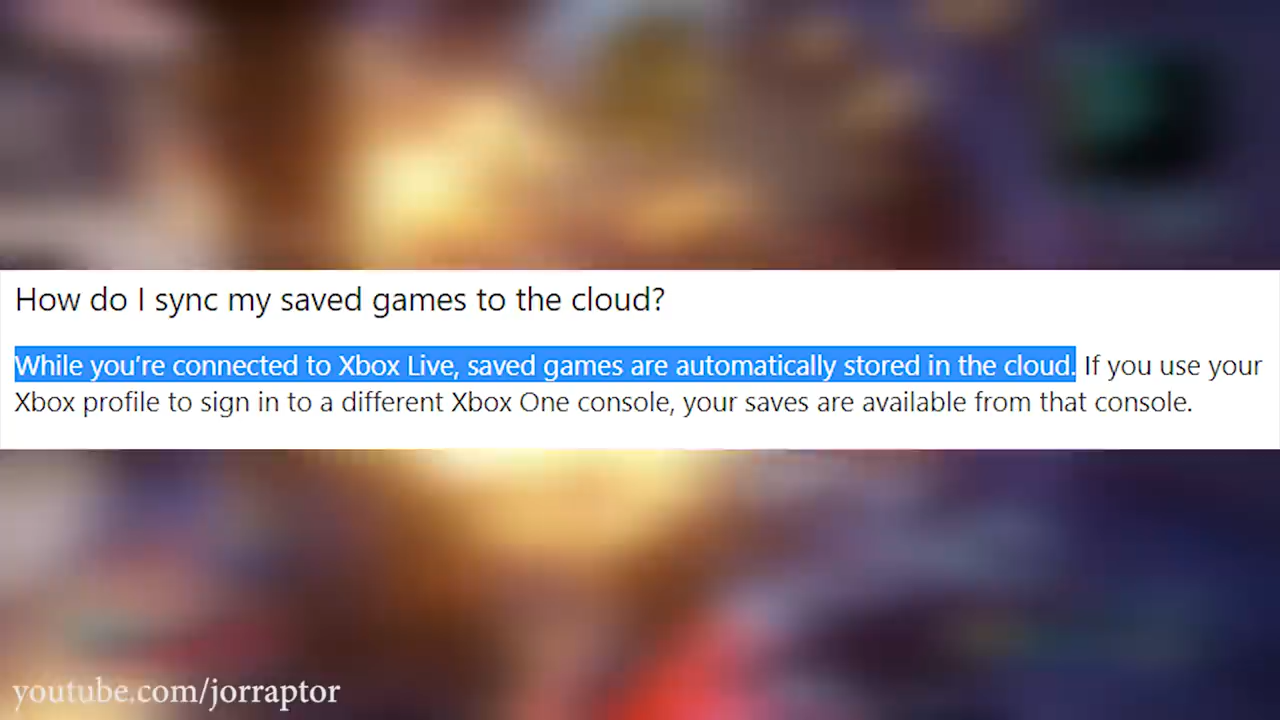 How do I sync my saved games to the cloud?
While you're connected to Xbox Live, saved games are automatically stored in the cloud. If you use your
Xbox profile to sign in to a different Xbox One console, your saves are available from that console.
youtube.com/jorraptor